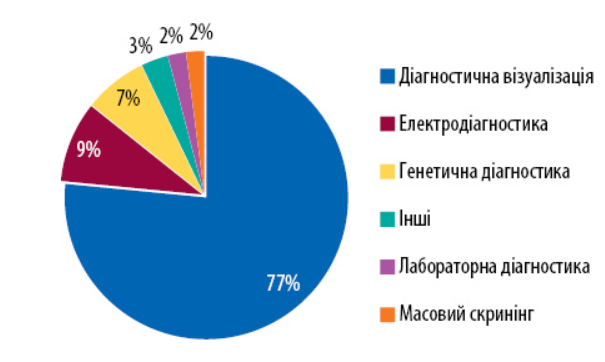 3% 2% 2%
7%
9%
77%
Діагностична візуалізація
Електродіагностика
Генетична діагностика
Інші
Лабораторна діагностика
Масовий скринінг